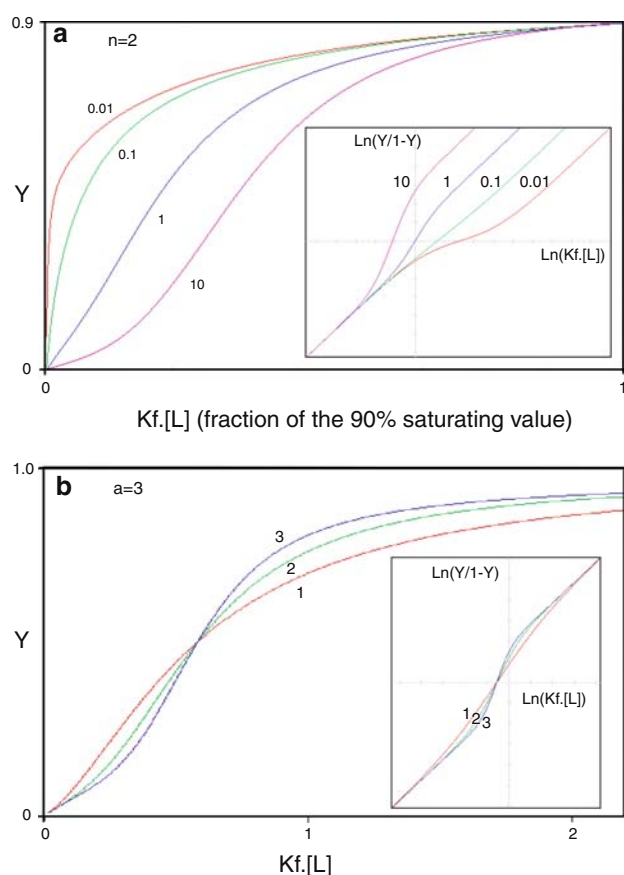 0.9
a
n=2
0.01
0.1
Ln(Y/1-Y)
10 1 0.1 0.01
Y
1
Ln(Kf.[L])
10
0
0 1
Kf.[L] (fraction of the 90% saturating value)
1.0
b
a=3
3
2
1
Ln(Y/1-Y)
Y
Ln(Kf.[L])
1 2 3
0
0 1 2
Kf.[L]